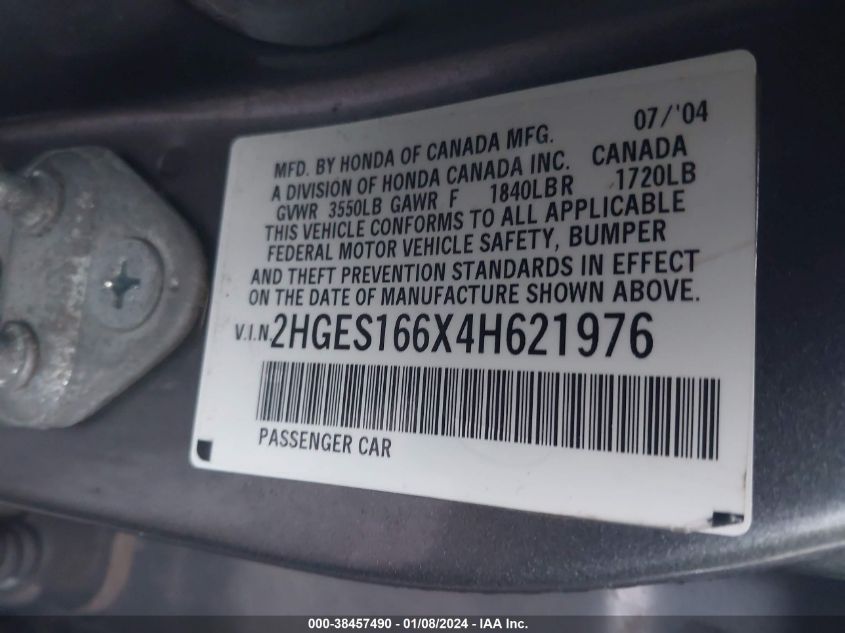 07/'04
MFD. BY HONDA OF CANADA MFG.
A DIVISION OF HONDA CANADA INC. CANADA
GVWR 3550LB GAWR F 1840LB R 1720LB
THIS VEHICLE CONFORMS TO ALL APPLICABLE
FEDERAL MOTOR VEHICLE SAFETY, BUMPER
AND THEFT PREVENTION STANDARDS IN EFFECT
ON THE DATE OF MANUFACTURE SHOWN ABOVE.
V.I.N. 2HGES166X4H621976
PASSENGER CAR
000-38457490 - 01/08/2024 - IAA Inc.